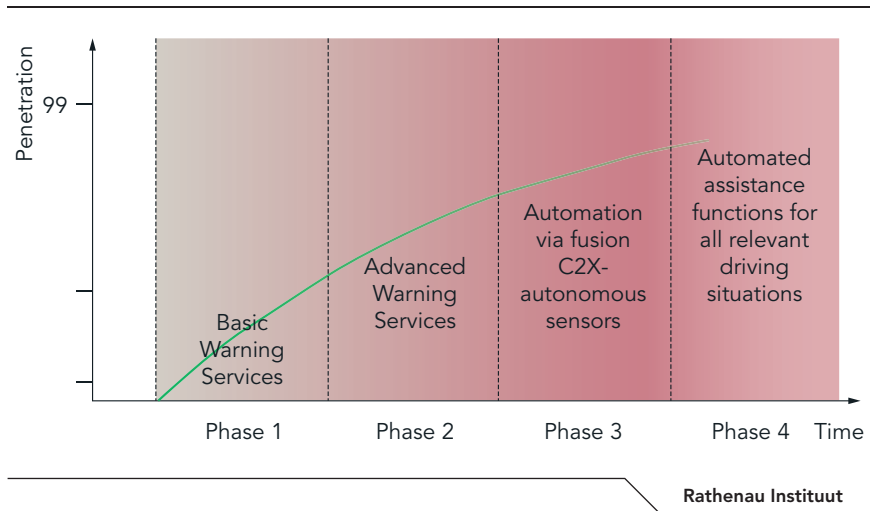 Penetration
99
Basic
Warning
Services
Advanced
Warning
Services
Automation
via fusion
C2X-
autonomous
sensors
Automated
assistance
functions for
all relevant
driving
situations
Phase 1
Phase 2
Phase 3
Phase 4
Time
Rathenau Instituut